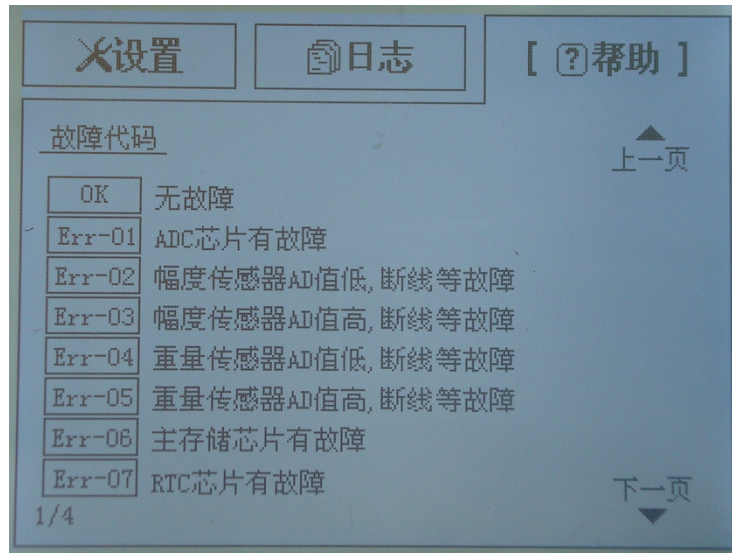 设置 日志 [ ?帮助 ]
故障代码
上一页
OK 无故障
Err-01 ADC芯片有故障
Err-02 幅度传感器AD值低,断线等故障
Err-03 幅度传感器AD值高,断线等故障
Err-04 重量传感器AD值低,断线等故障
Err-05 重量传感器AD值高,断线等故障
Err-06 主存储芯片有故障
Err-07 RTC芯片有故障
下一页
1/4